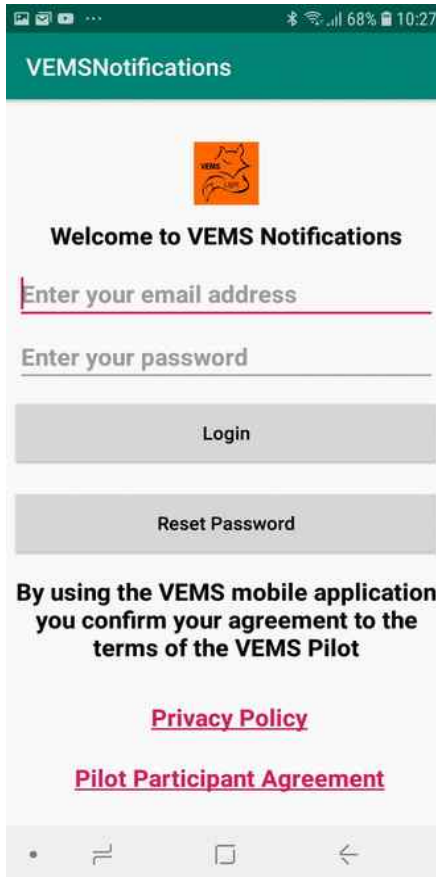 68% 10:27
VEMSNotifications
VEMS
Light
Welcome to VEMS Notifications
Enter your email address
Enter your password
Login
Reset Password
By using the VEMS mobile application
you confirm your agreement to the
terms of the VEMS Pilot
Privacy Policy
Pilot Participant Agreement